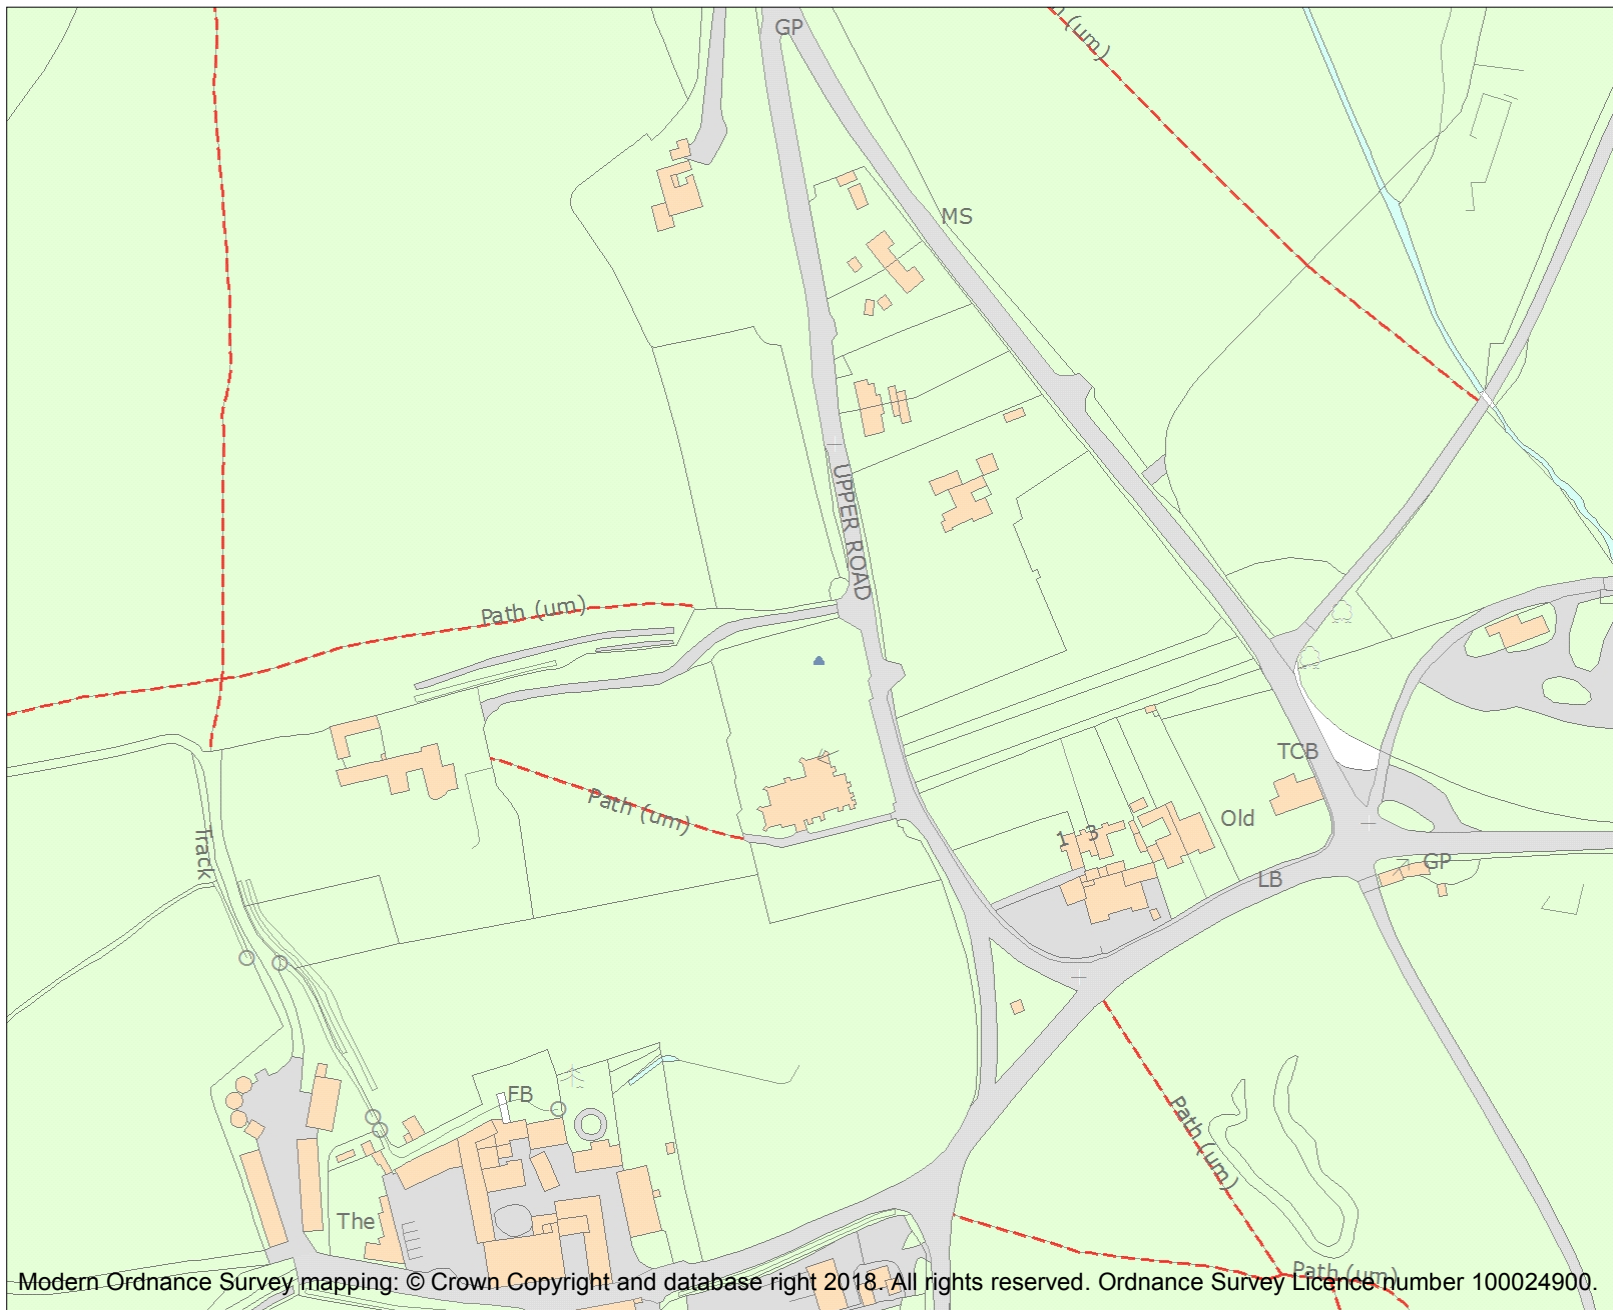 GP
(um)
MS
UPPER ROAD
Path (um)
TCB
Path (um)
1 3
Old
Track
GP
LB
FB
Path (um)
The
Path (um)
Modern Ordnance Survey mapping: © Crown Copyright and database right 2018. All rights reserved. Ordnance Survey Licence number 100024900.